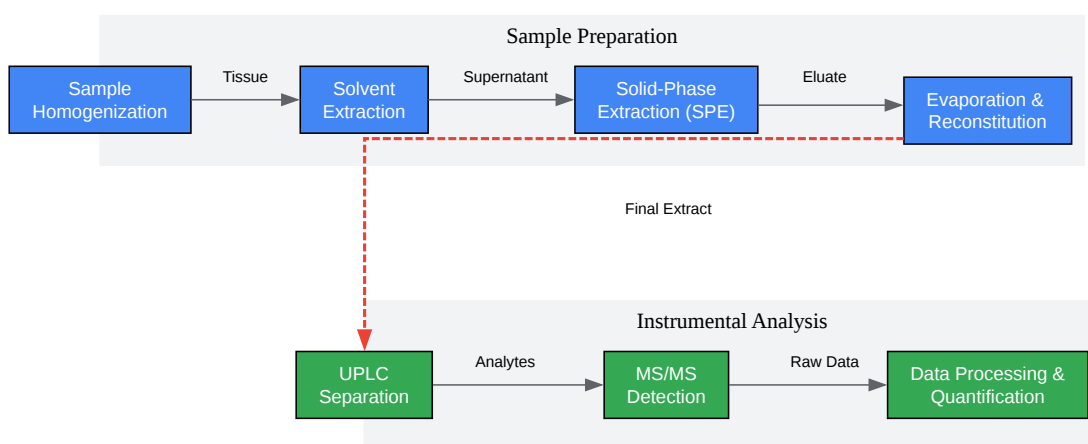 Sample Preparation
Sample
Homogenization
Tissue
Solvent
Extraction
Supernatant
Solid-Phase
Extraction (SPE)
Eluate
Evaporation &
Reconstitution
Final Extract
Instrumental Analysis
UPLC
Separation
Analytes
MS/MS
Detection
Raw Data
Data Processing &
Quantification